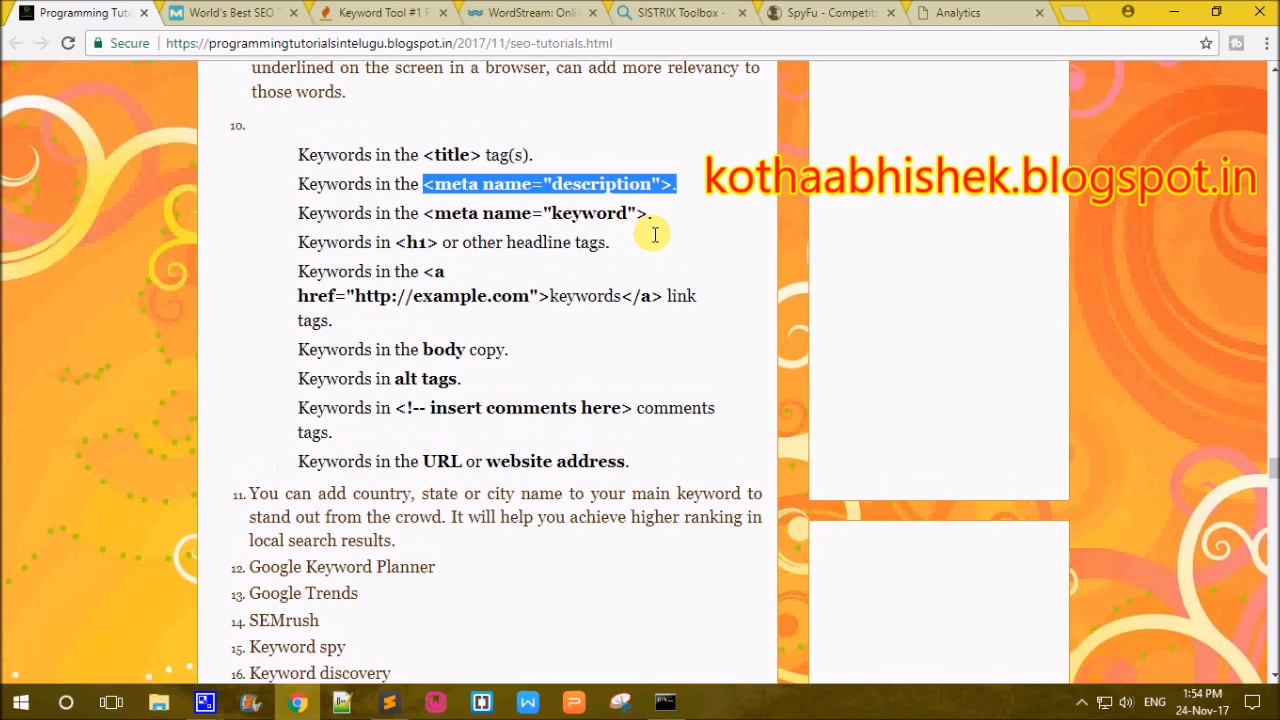 Programming Tuto
World's Best SEO T
Keyword Tool #1 F
WordStream: Onli
SISTRIX Toolbox -
SpyFu - Competito
Analytics
Secure
https://programmingtutorialsintelugu.blogspot.in/2017/11/seo-tutorials.html
underlined on the screen in a browser, can add more relevancy to
those words.
10.
Keywords in the <title> tag(s).
Keywords in the <meta name="description">.
kothaabhishek.blogspot.in
Keywords in the <meta name="keyword">.
Keywords in <h1> or other headline tags.
Keywords in the <a
href="http://example.com">keywords</a> link
tags.
Keywords in the body copy.
Keywords in alt tags.
Keywords in <!-- insert comments here> comments
tags.
Keywords in the URL or website address.
11. You can add country, state or city name to your main keyword to
stand out from the crowd. It will help you achieve higher ranking in
local search results.
12. Google Keyword Planner
13. Google Trends
14. SEMrush
15. Keyword spy
16. Keyword discovery
ENG
1:54 PM
24-Nov-17